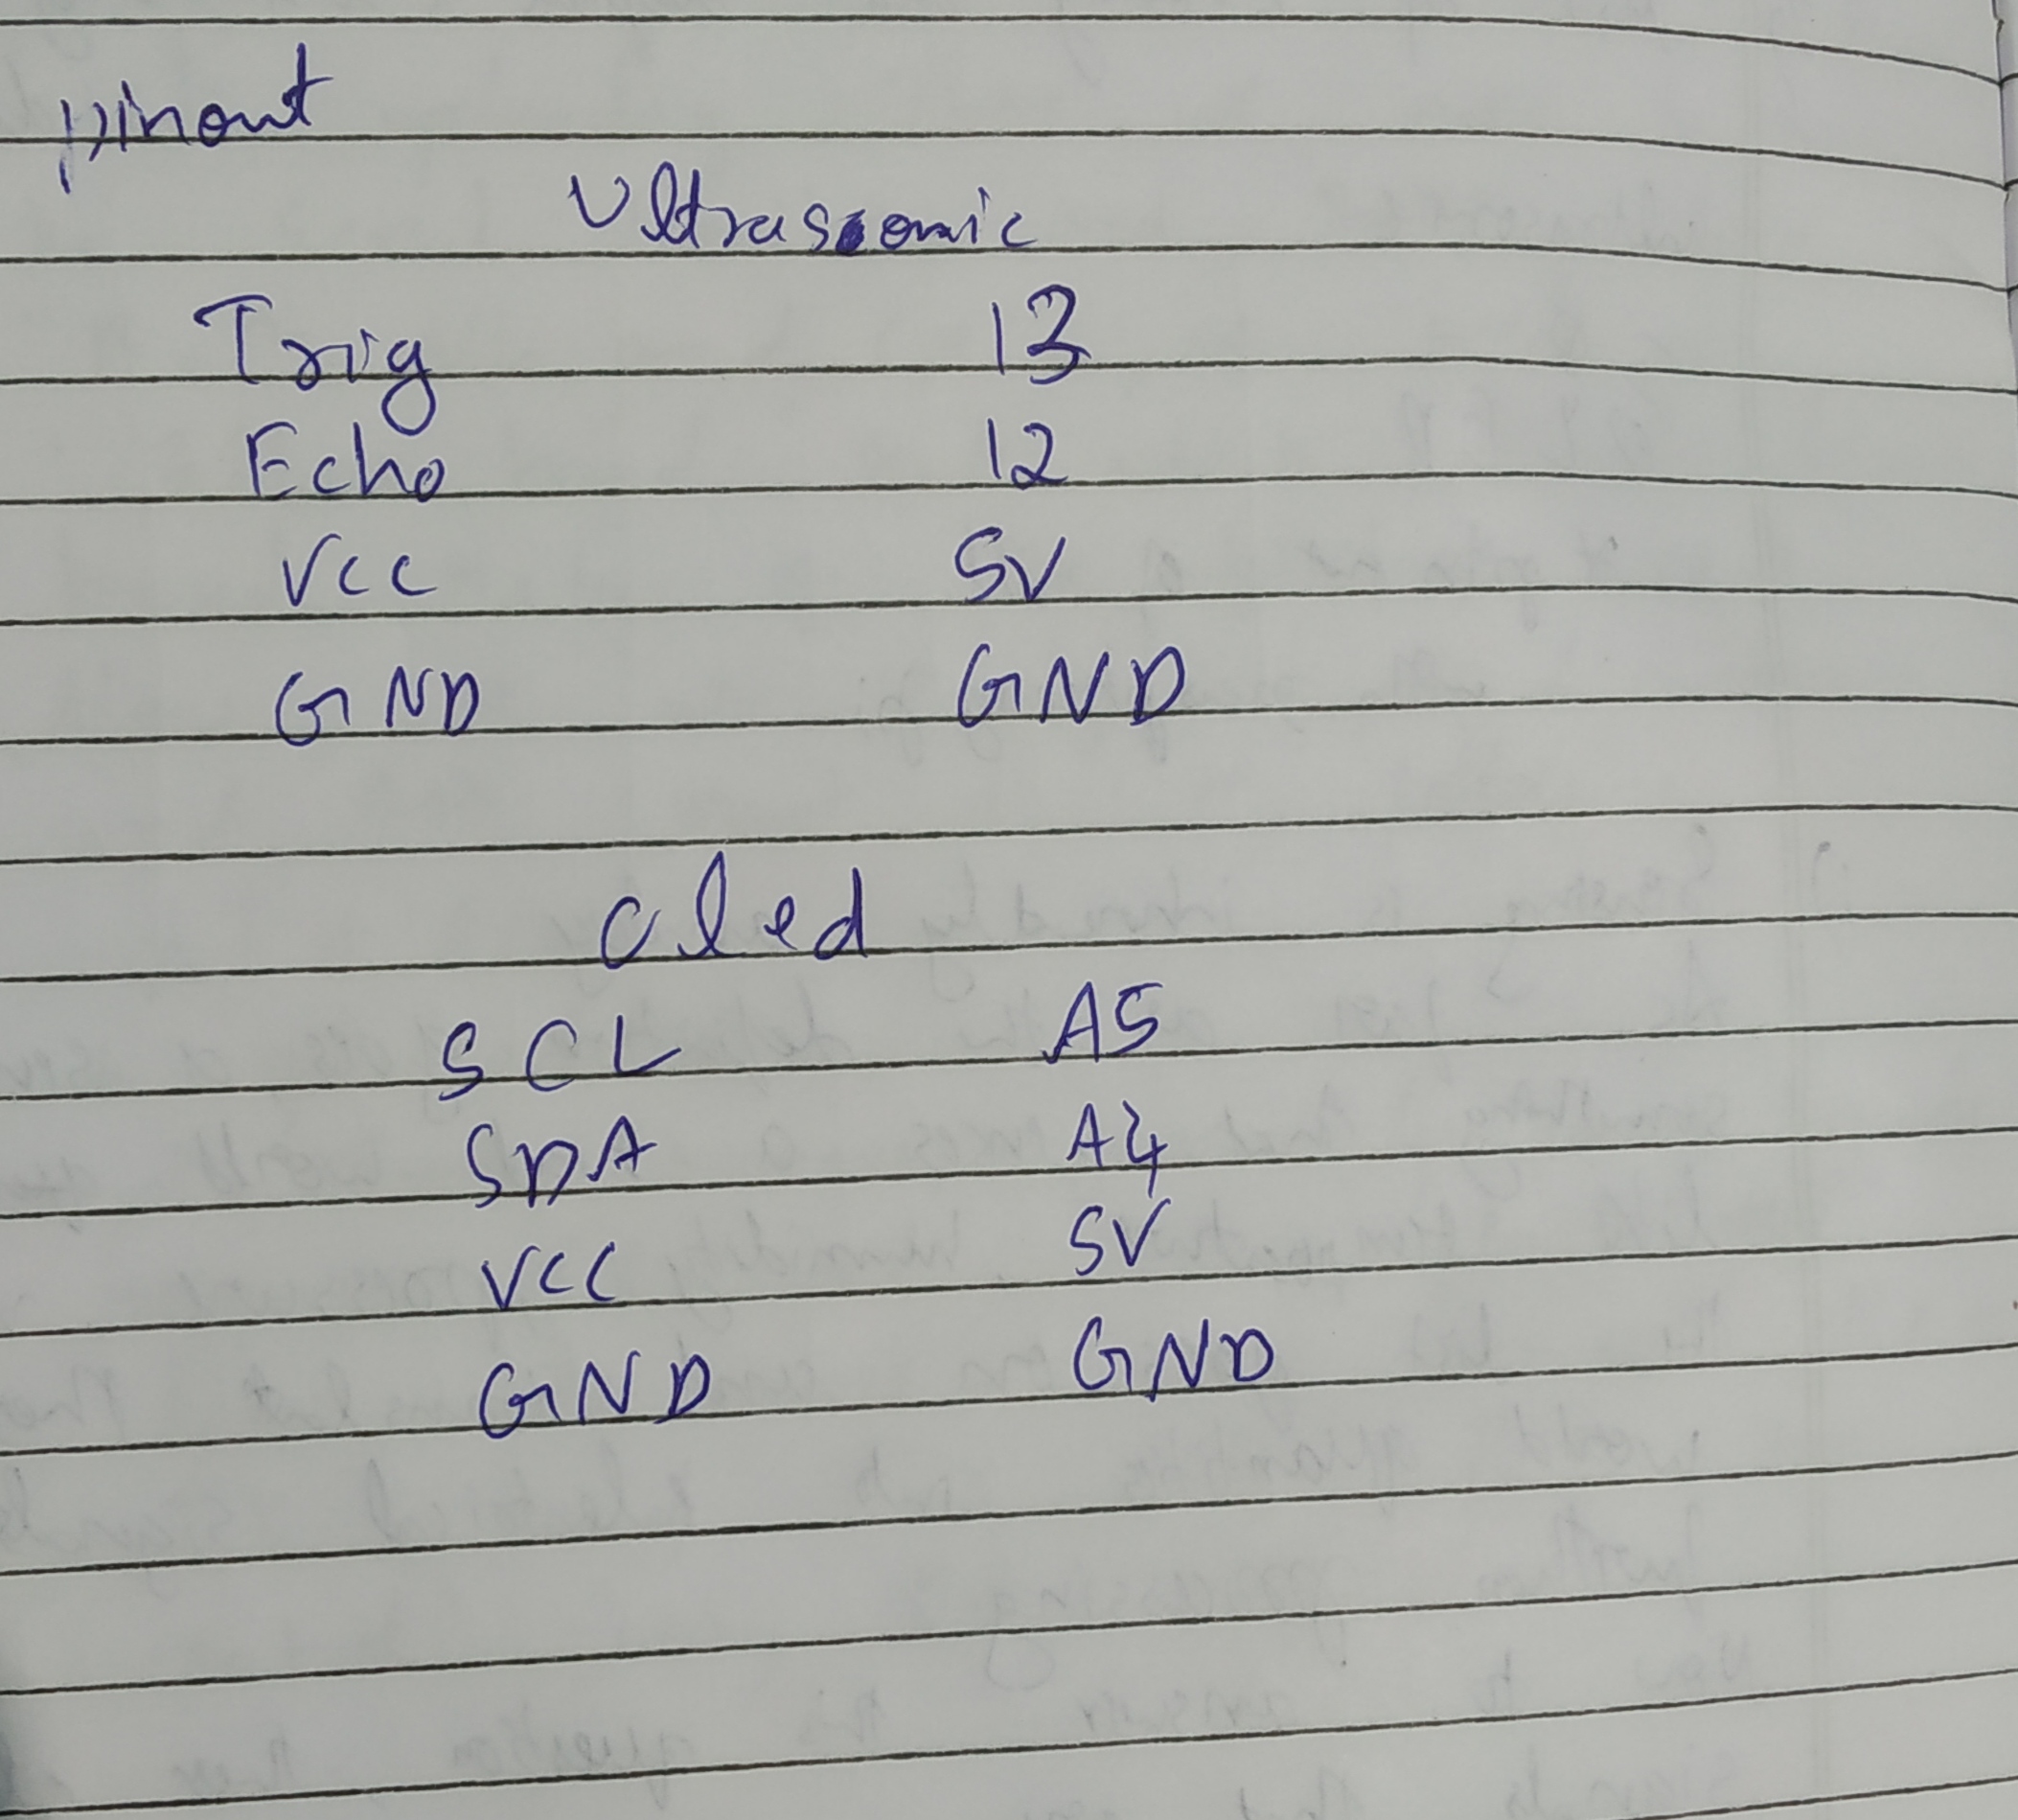 pinout
Ultrasonic
Trig 13
Echo 12
VCC 5V
GND GND
Oled
SCL A5
SDA A4
VCC 5V
GND GND